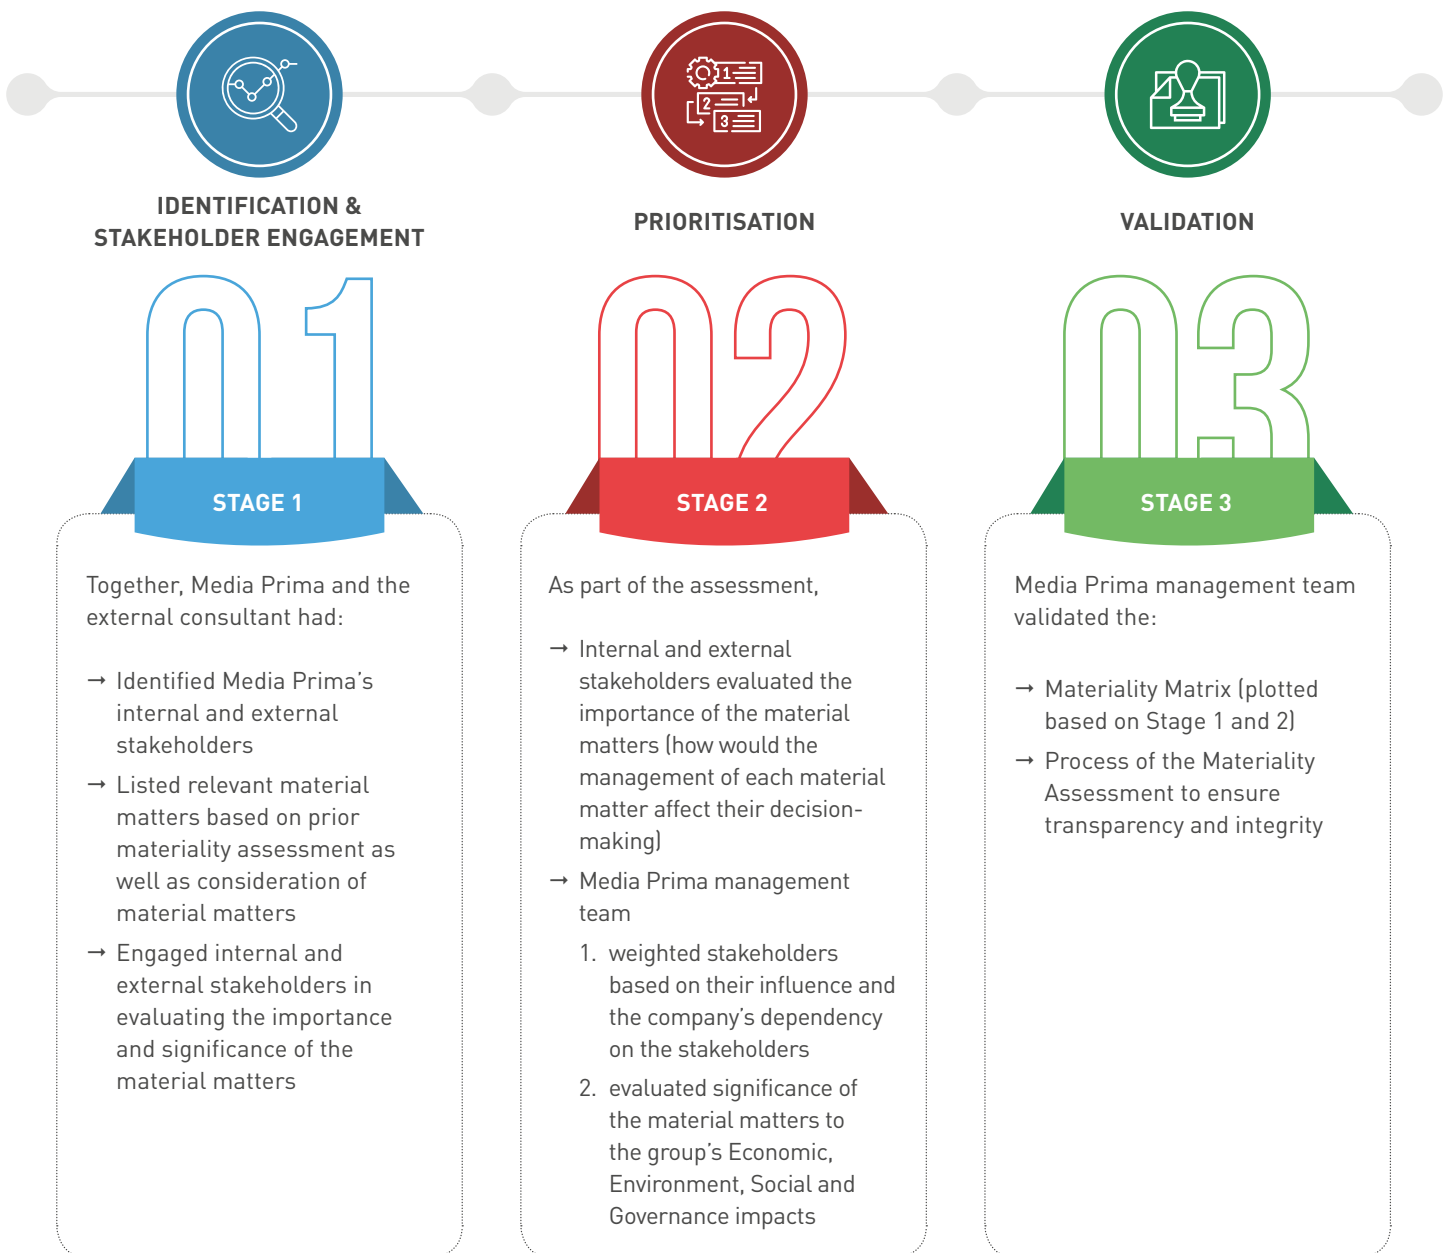 IDENTIFICATION &
STAKEHOLDER ENGAGEMENT
01
STAGE 1
Together, Media Prima and the
external consultant had:
→ Identified Media Prima's
internal and external
stakeholders
→ Listed relevant material
matters based on prior
materiality assessment as
well as consideration of
material matters
→ Engaged internal and
external stakeholders in
evaluating the importance
and significance of the
material matters
1
2
3
PRIORITISATION
02
STAGE 2
As part of the assessment,
→ Internal and external
stakeholders evaluated the
importance of the material
matters (how would the
management of each material
matter affect their decision-
making)
→ Media Prima management
team
1. weighted stakeholders
based on their influence and
the company's dependency
on the stakeholders
2. evaluated significance of
the material matters to
the group's Economic,
Environment, Social and
Governance impacts
VALIDATION
03
STAGE 3
Media Prima management team
validated the:
→ Materiality Matrix (plotted
based on Stage 1 and 2)
→ Process of the Materiality
Assessment to ensure
transparency and integrity